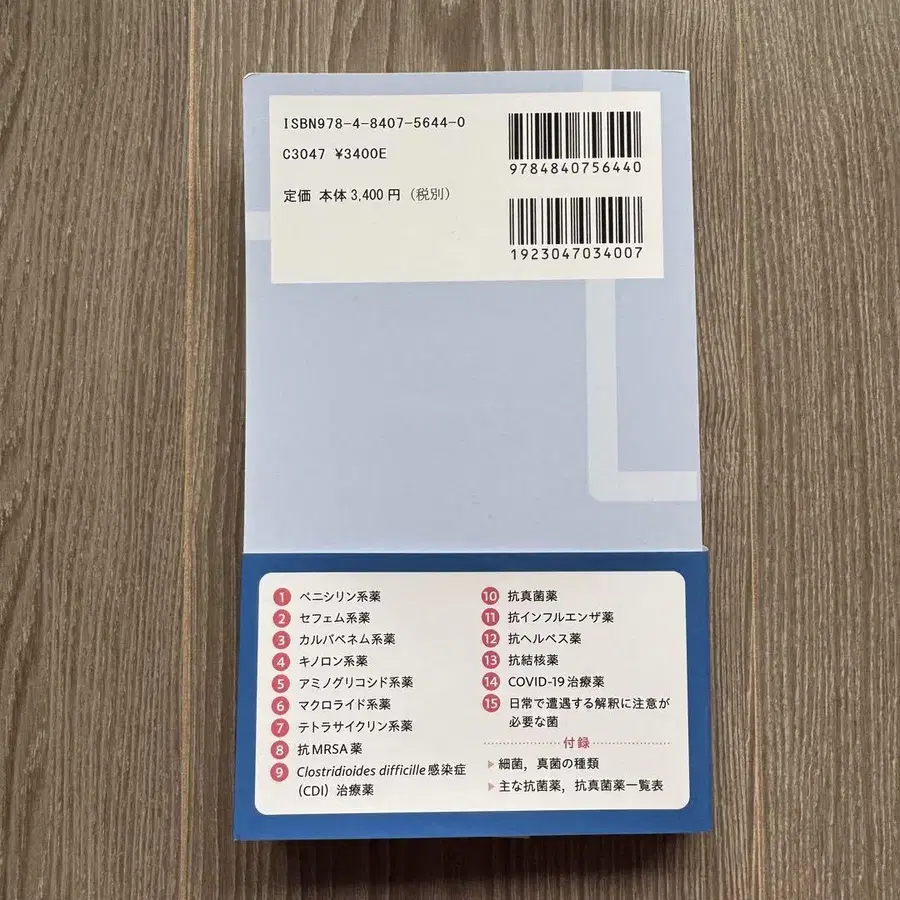 ISBN978-4-8407-5644-0
C3047 ¥3400E
定価 本体3,400円（税別）
9784840756440
1923047034007
1 ペニシリン系薬
2 セフェム系薬
3 カルバペネム系薬
4 キノロン系薬
5 アミノグリコシド系薬
6 マクロライド系薬
7 テトラサイクリン系薬
8 抗MRSA薬
9 Clostridioides difficille感染症
（CDI）治療薬
10 抗真菌薬
11 抗インフルエンザ薬
12 抗ヘルペス薬
13 抗結核薬
14 COVID-19治療薬
15 日常で遭遇する解釈に注意が
必要な菌
付録
▶細菌，真菌の種類
▶主な抗菌薬，抗真菌薬一覧表